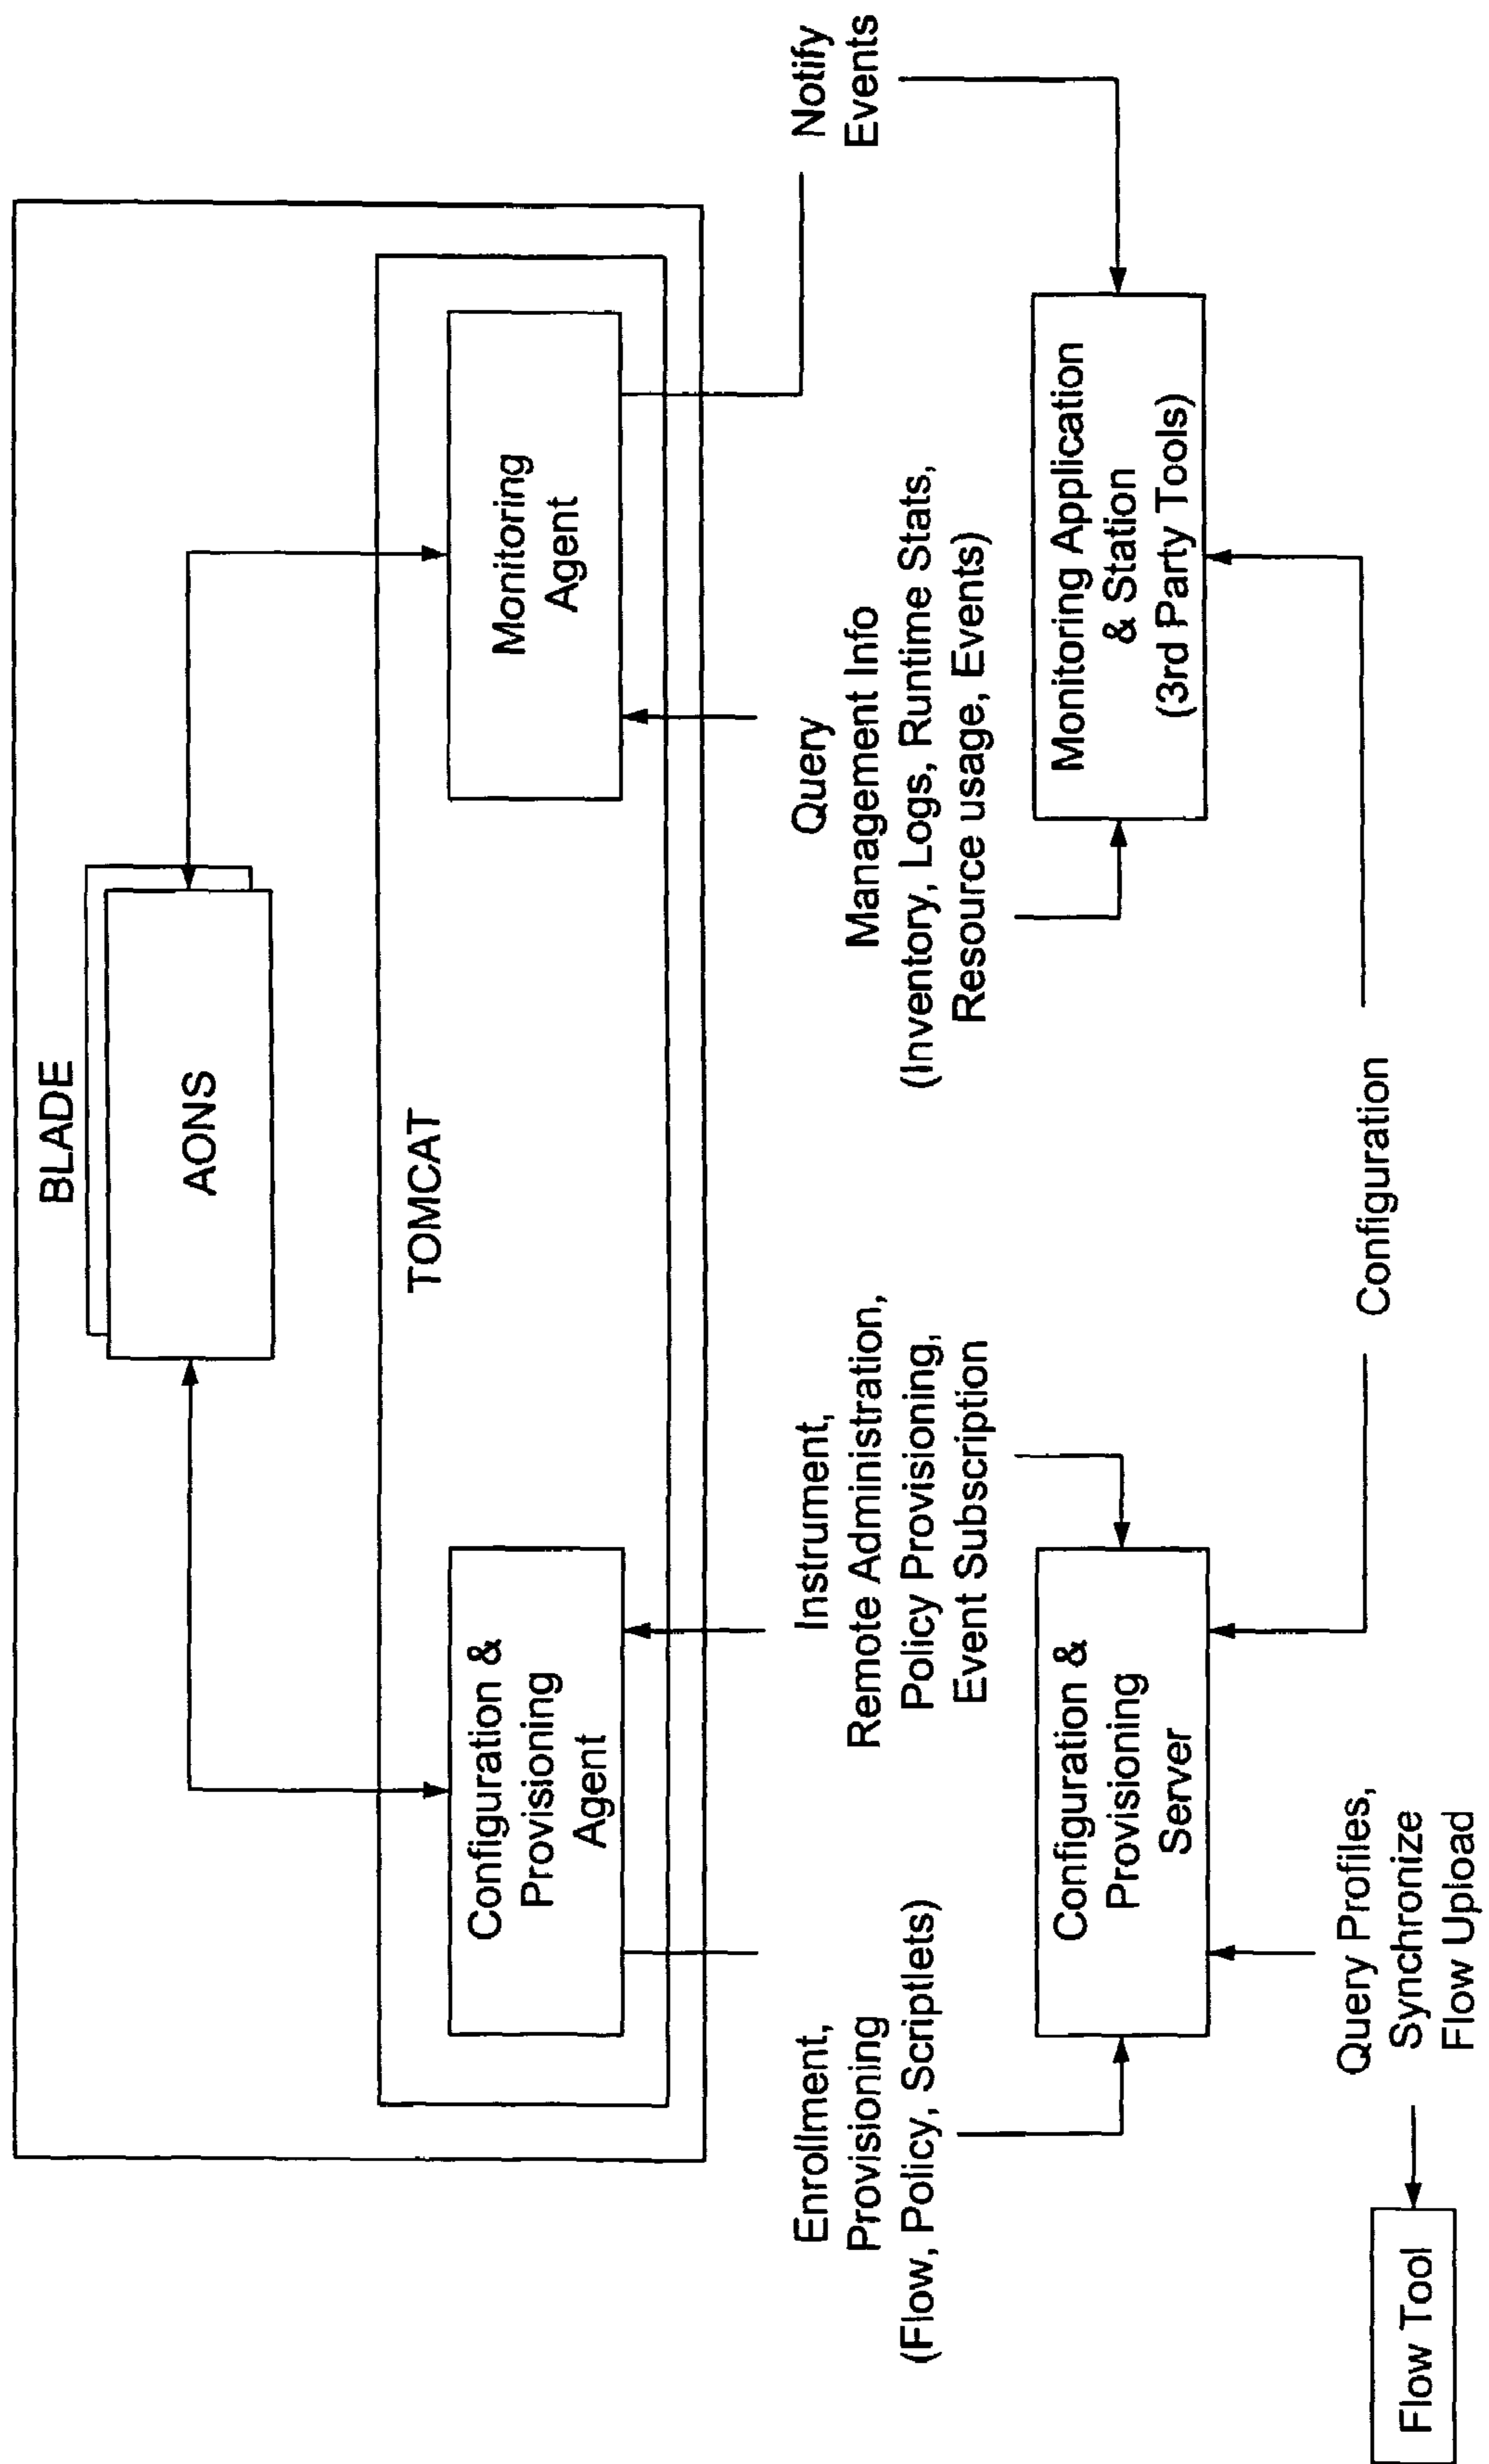 BLADE
AONS
TOMCAT
Configuration &
Provisioning
Agent
Monitoring
Agent
Enrollment,
Provisioning
(Flow, Policy, Scriptlets)
Instrument,
Remote Administration,
Policy Provisioning,
Event Subscription
Query
Management Info
(Inventory, Logs, Runtime Stats,
Resource usage, Events)
Notify
Events
Configuration &
Provisioning
Server
Monitoring Application
& Station
(3rd Party Tools)
Configuration
Query Profiles,
Synchronize
Flow Upload
Flow Tool